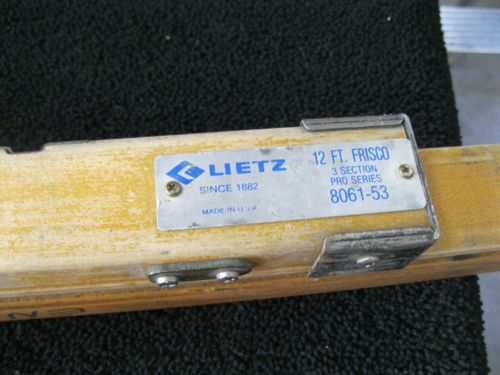 LIETZ
SINCE 1882
MADE IN U.S.A.
12 FT. FRISCO
3 SECTION
PRO SERIES
8061-53